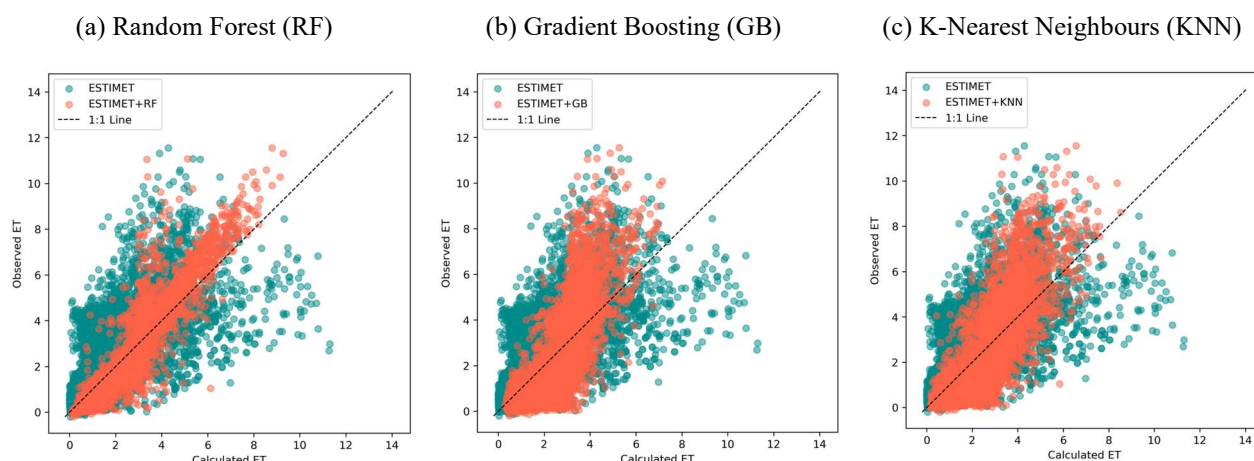 (a) Random Forest (RF)
ESTIMET
ESTIMET+RF
1:1 Line
14
12
10
8
6
4
2
0
Observed ET
0 2 4 6 8 10 12 14
Calculated ET
(b) Gradient Boosting (GB)
ESTIMET
ESTIMET+GB
1:1 Line
14
12
10
8
6
4
2
0
Observed ET
0 2 4 6 8 10 12 14
Calculated ET
(c) K-Nearest Neighbours (KNN)
ESTIMET
ESTIMET+KNN
1:1 Line
14
12
10
8
6
4
2
0
Observed ET
0 2 4 6 8 10 12 14
Calculated ET